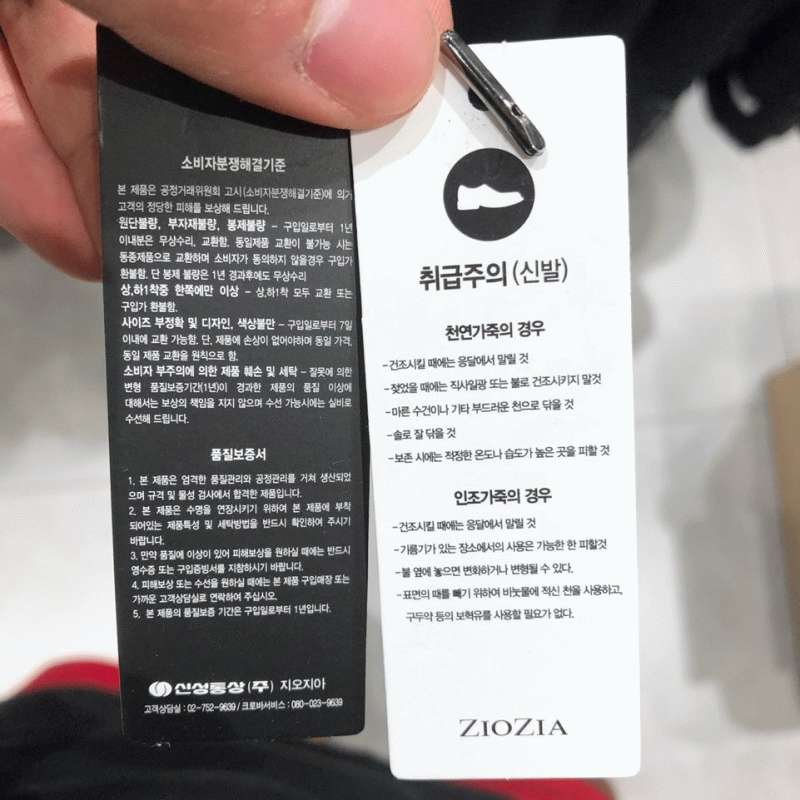 소비자분쟁해결기준
본 제품은 공정거래위원회 고시(소비자분쟁해결기준)에 의거
고객의 정당한 피해를 보상해 드립니다.
원단불량, 부자재불량, 봉제불량 – 구입일로부터 1년
이내분은 무상수리, 교환함. 동일제품 교환이 불가능 시는
동종제품으로 교환하며 소비자가 동의하지 않을경우 구입가
환불함. 단 봉제 불량은 1년 경과후에도 무상수리
상,하1착중 한쪽에만 이상 – 상,하1착 모두 교환 또는
구입가 환불함.
사이즈 부정확 및 디자인, 색상불만 – 구입일로부터 7일
이내에 교환 가능함. 단, 제품에 손상이 없어야하며 동일 가격,
동일 제품 교환을 원칙으로 함.
소비자 부주의에 의한 제품 훼손 및 세탁 – 잘못에 의한
변형 품질보증기간(1년)이 경과한 제품의 품질 이상에
대해서는 보상의 책임을 지지 않으며 수선 가능시에는 실비로
수선해 드립니다.
품질보증서
1. 본 제품은 엄격한 품질관리와 공정관리를 거쳐 생산되었
으며 규격 및 물성 검사에서 합격한 제품입니다.
2. 본 제품은 수명을 연장시키기 위하여 본 제품에 부착
되어있는 제품특성 및 세탁방법을 반드시 확인하여 주시기
바랍니다.
3. 만약 품질에 이상이 있어 피해보상을 원하실 때에는 반드시
영수증 또는 구입증빙서를 지참하시기 바랍니다.
4. 피해보상 또는 수선을 원하실 때에는 본 제품 구입매장 또는
가까운 고객상담실로 연락하여 주십시오.
5. 본 제품의 품질보증 기간은 구입일로부터 1년입니다.
신성통상(주) 지오지아
고객상담실 : 02-752-9639 / 크로바서비스 : 080-023-9639
취급주의(신발)
천연가죽의 경우
-건조시킬 때에는 응달에서 말릴 것
-젖었을 때에는 직사일광 또는 불로 건조시키지 말것
-마른 수건이나 기타 부드러운 천으로 닦을 것
-솔로 잘 닦을 것
-보존 시에는 적정한 온도나 습도가 높은 곳을 피할 것
인조가죽의 경우
-건조시킬 때에는 응달에서 말릴 것
-기름기가 있는 장소에서의 사용은 가능한 한 피할것
-불 옆에 놓으면 변화하거나 변형될 수 있다.
-표면의 때를 빼기 위하여 비눗물에 적신 천을 사용하고,
구두약 등의 보혁유를 사용할 필요가 없다.
ZIOZIA